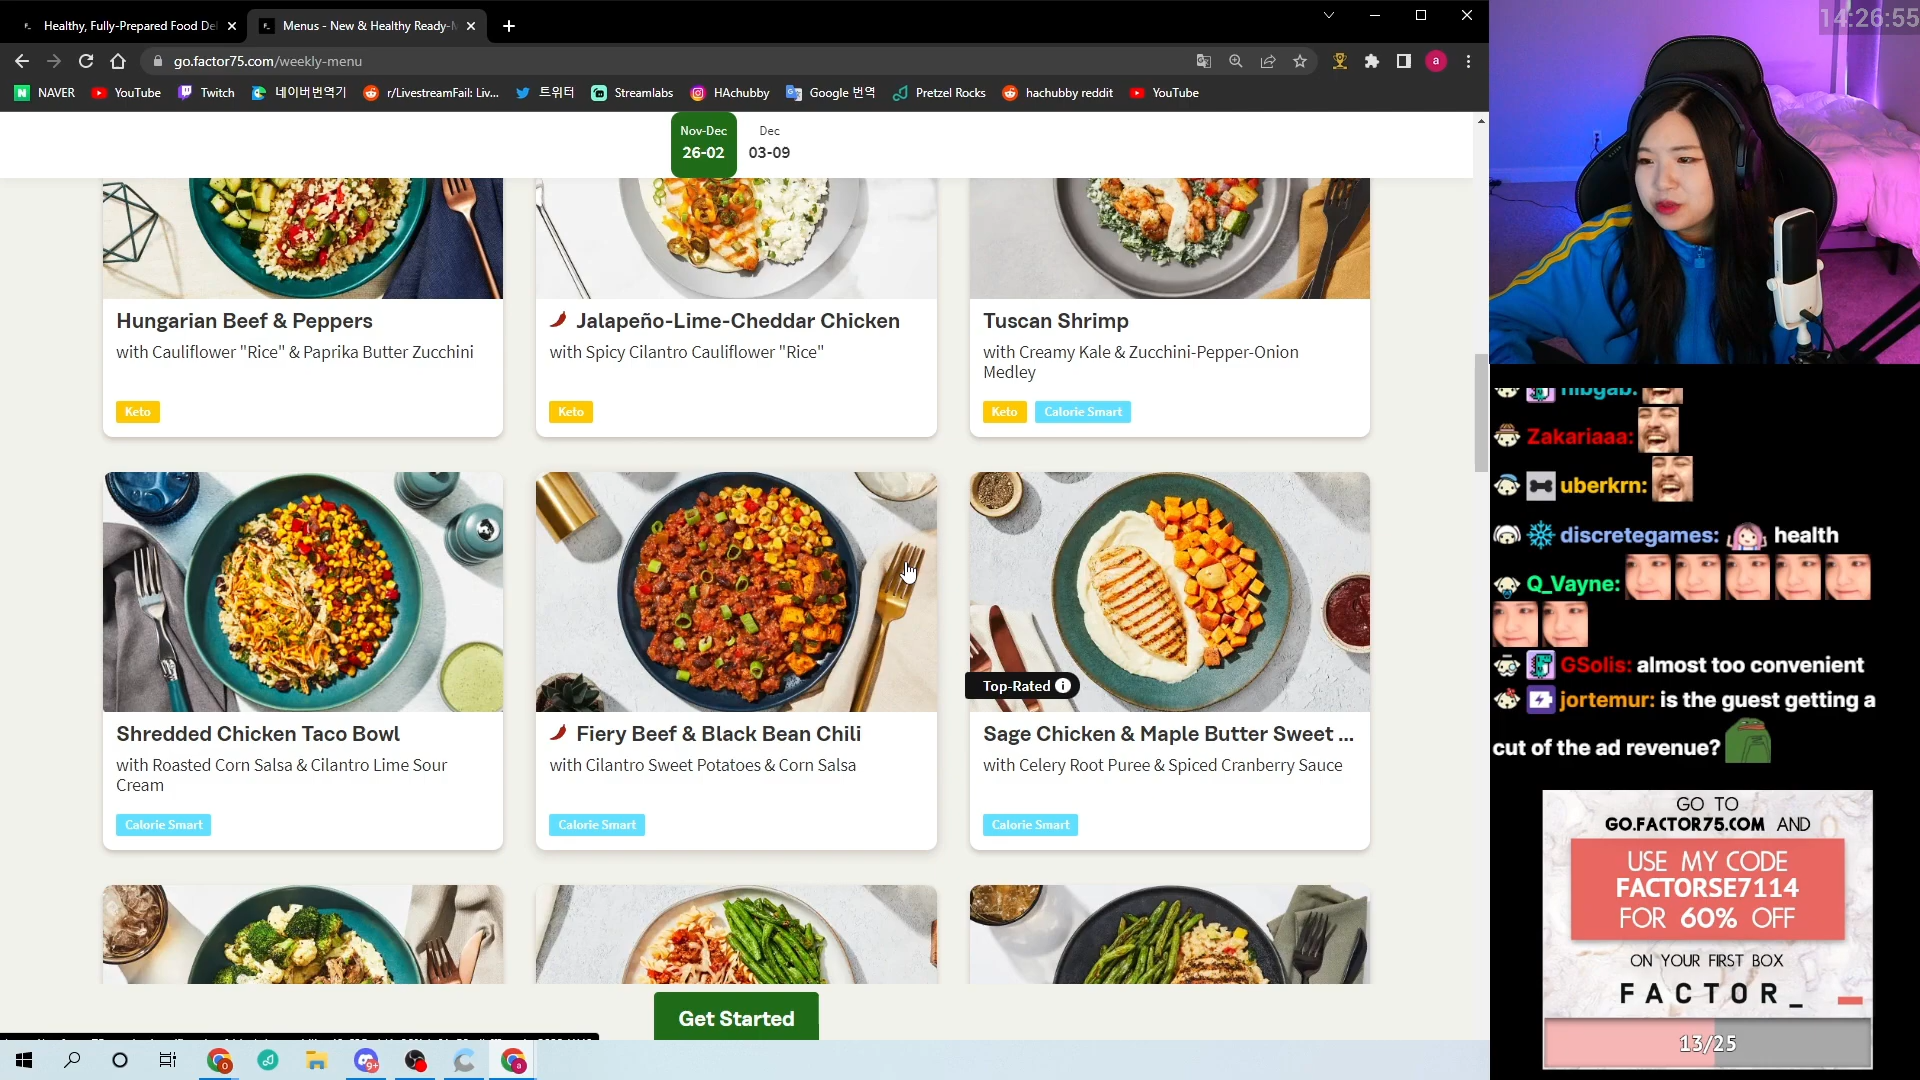 Healthy, Fully-Prepared Food De
Menus - New & Healthy Ready-M
14:26:55
go.factor75.com/weekly-menu
a
NAVER
YouTube
Twitch
네이버번역기
r/LivestreamFail: Liv...
트위터
Streamlabs
HAchubby
Google 번역
Pretzel Rocks
hachubby reddit
YouTube
Nov-Dec
26-02
Dec
03-09
Hungarian Beef & Peppers
with Cauliflower "Rice" & Paprika Butter Zucchini
Keto
Jalapeño-Lime-Cheddar Chicken
with Spicy Cilantro Cauliflower "Rice"
Keto
Tuscan Shrimp
with Creamy Kale & Zucchini-Pepper-Onion
Medley
Keto
Calorie Smart
Shredded Chicken Taco Bowl
with Roasted Corn Salsa & Cilantro Lime Sour
Cream
Calorie Smart
Fiery Beef & Black Bean Chili
with Cilantro Sweet Potatoes & Corn Salsa
Calorie Smart
Top-Rated
Sage Chicken & Maple Butter Sweet ...
with Celery Root Puree & Spiced Cranberry Sauce
Calorie Smart
Get Started
Zakariaaa:
uberkrn:
discretegames: health
Q_Vayne:
GSolis: almost too convenient
jortemur: is the guest getting a
cut of the ad revenue?
GO TO
GO.FACTOR75.COM AND
USE MY CODE
FACTORSE7114
FOR 60% OFF
ON YOUR FIRST BOX
FACTOR_
13/25
9+